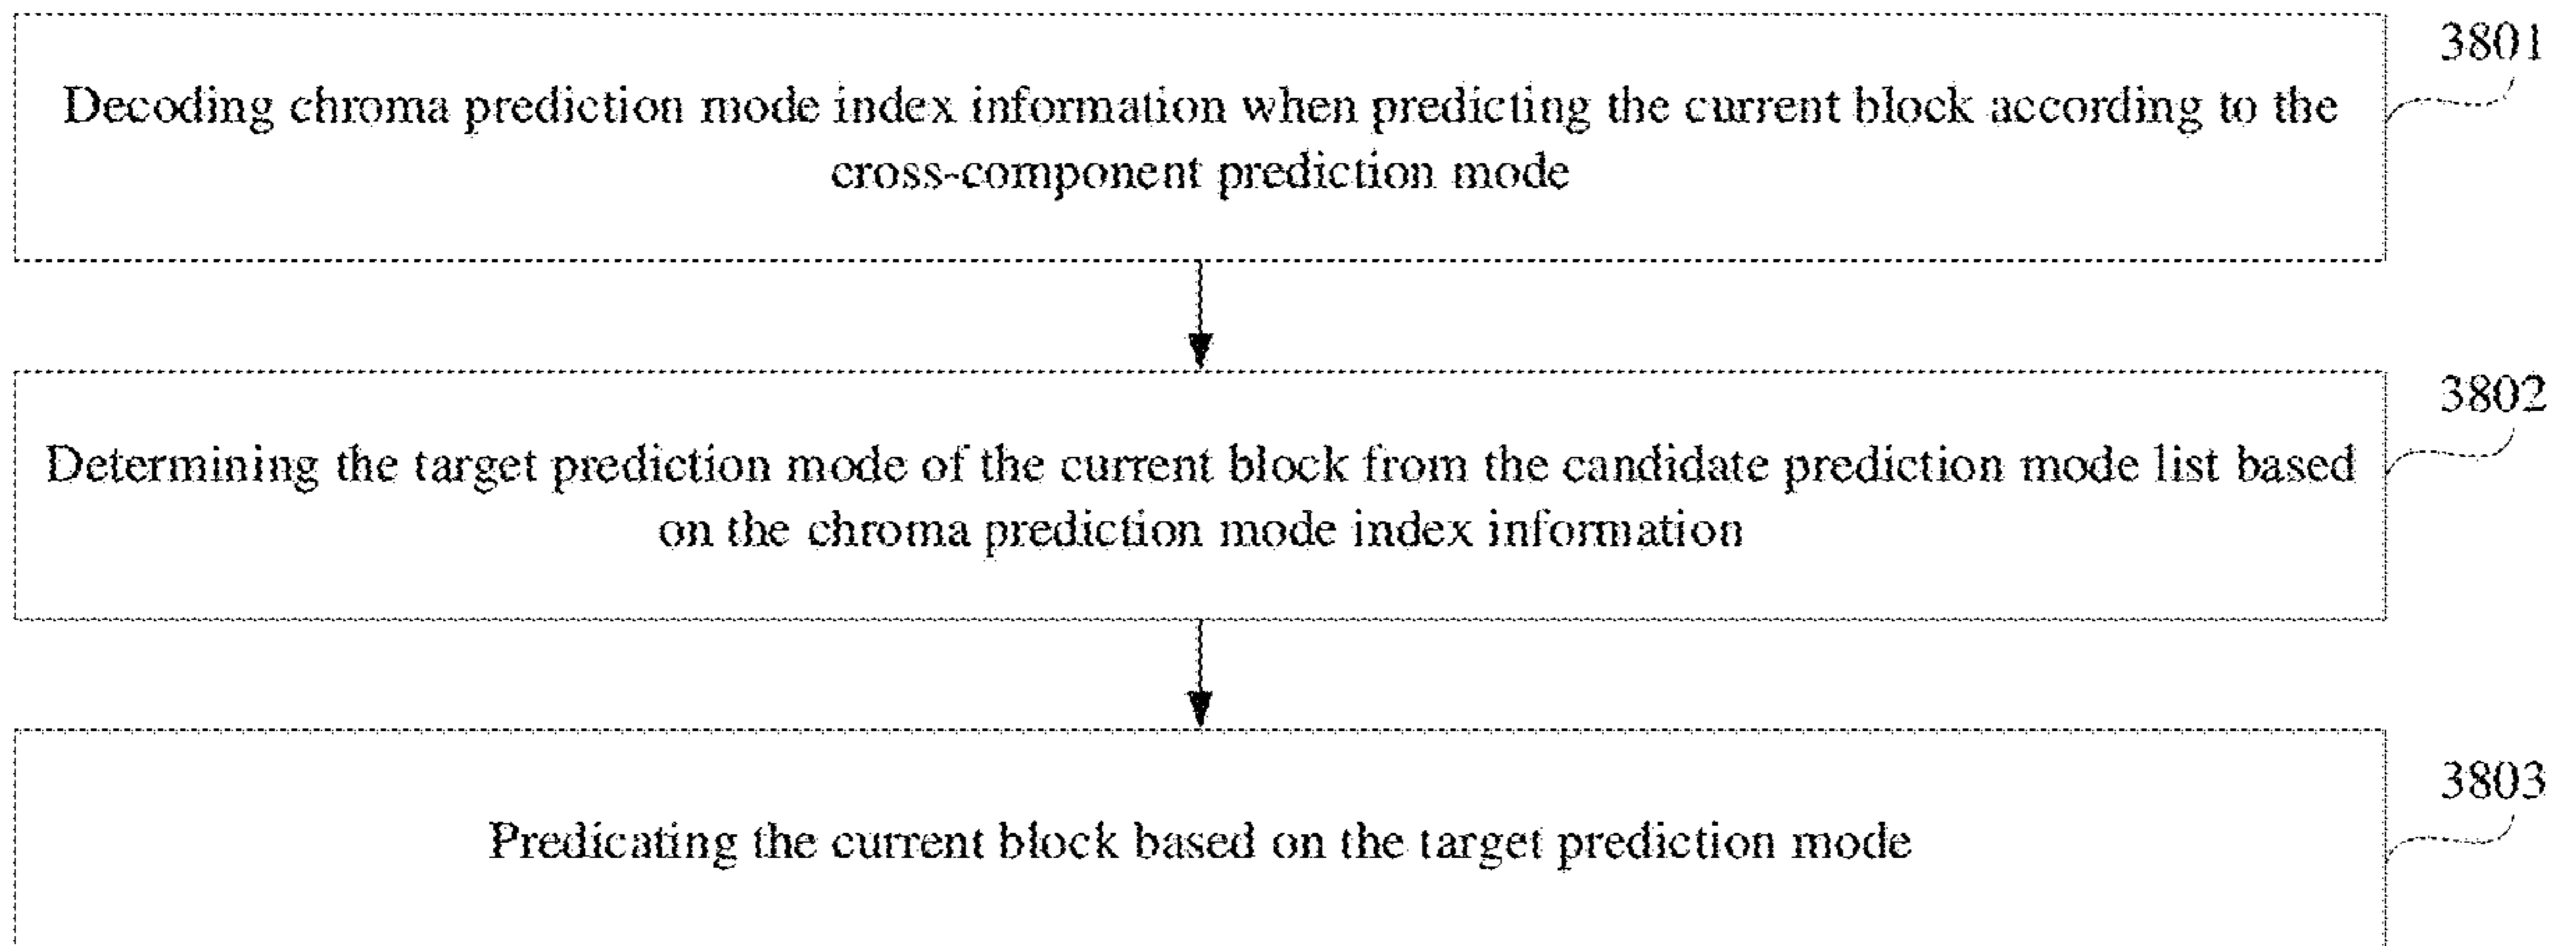 3801
Decoding chroma prediction mode index information when predicting the current block according to the
cross-component prediction mode
3802
Determining the target prediction mode of the current block from the candidate prediction mode list based
on the chroma prediction mode index information
3803
Predicating the current block based on the target prediction mode